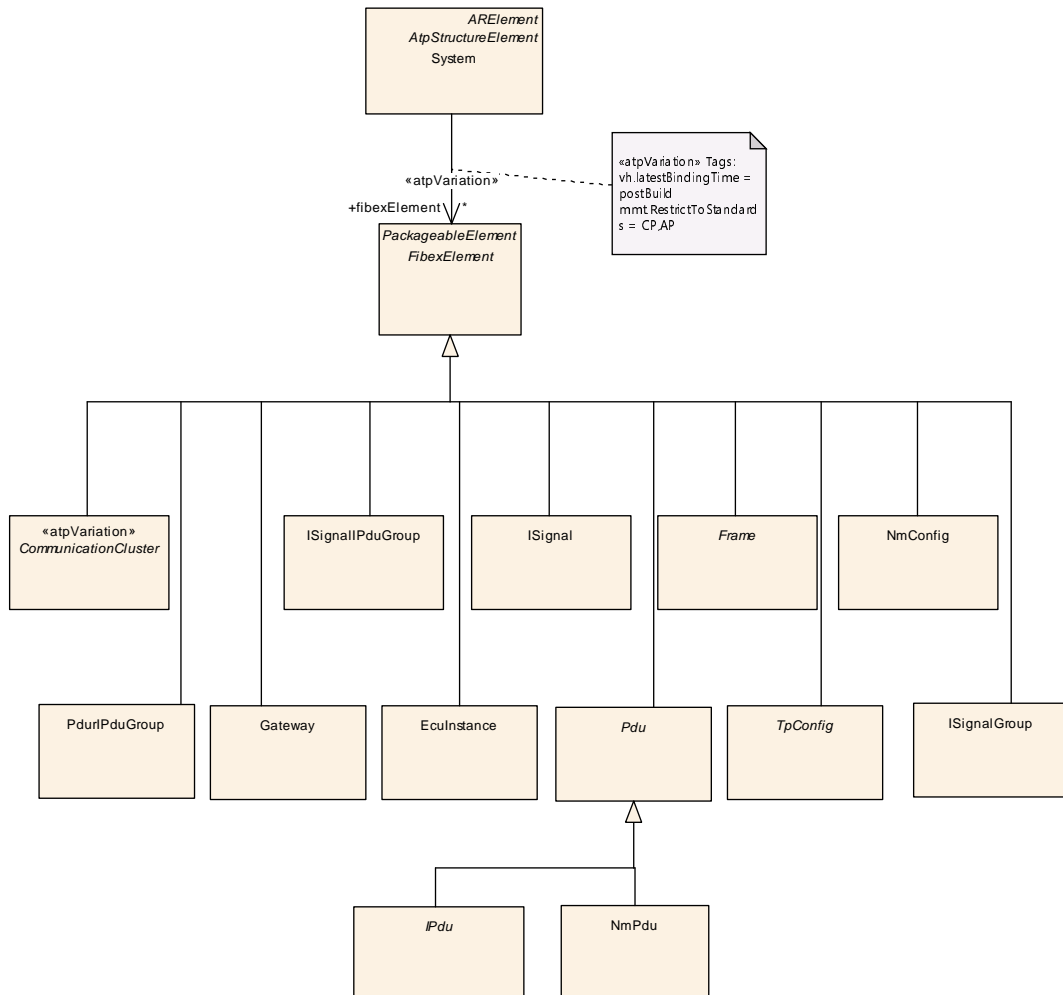 ARElement
AtpStructureElement
System
«atpVariation» Tags:
vh.latestBindingTime =
postBuild
mmt.RestrictToStandard
s = CP,AP
«atpVariation»
+fibexElement
*
PackageableElement
FibexElement
«atpVariation»
CommunicationCluster
ISignalIPduGroup
ISignal
Frame
NmConfig
PdurIPduGroup
Gateway
EcuInstance
Pdu
TpConfig
ISignalGroup
IPdu
NmPdu